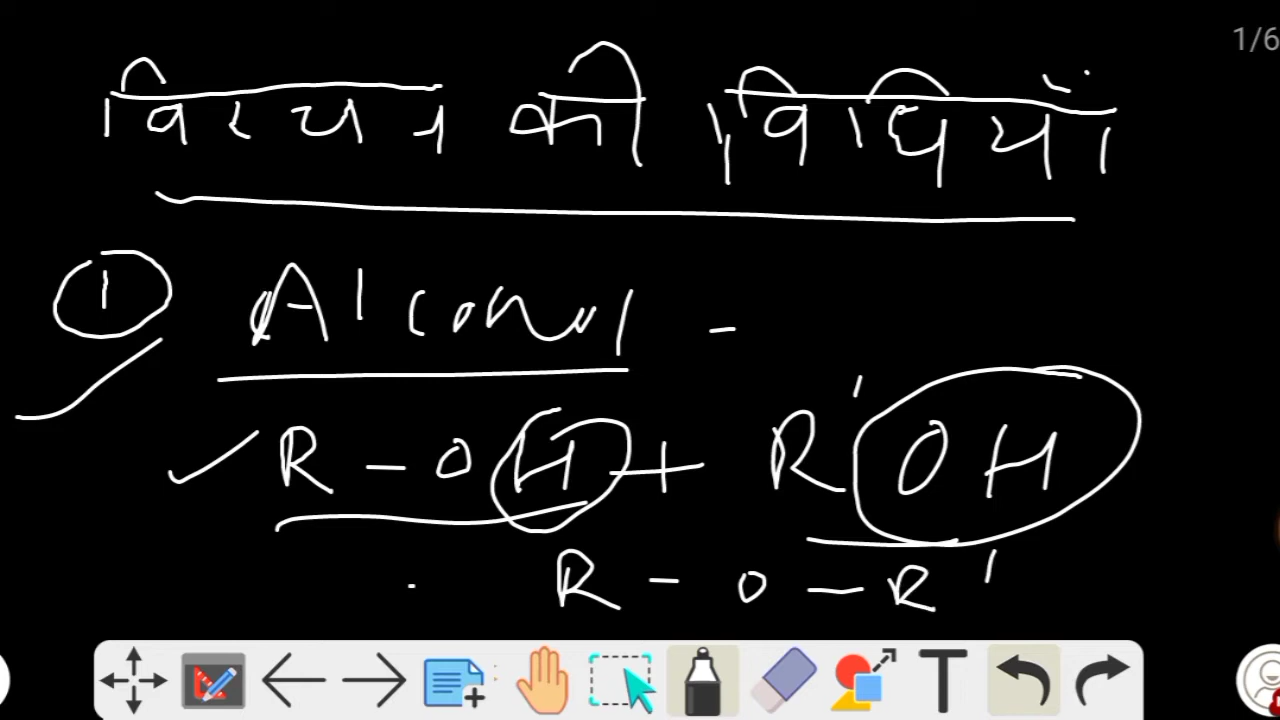 1/6
विरचन की विधियाँ
① Alcohol -
R - OH + R'OH
R - O - R'
T